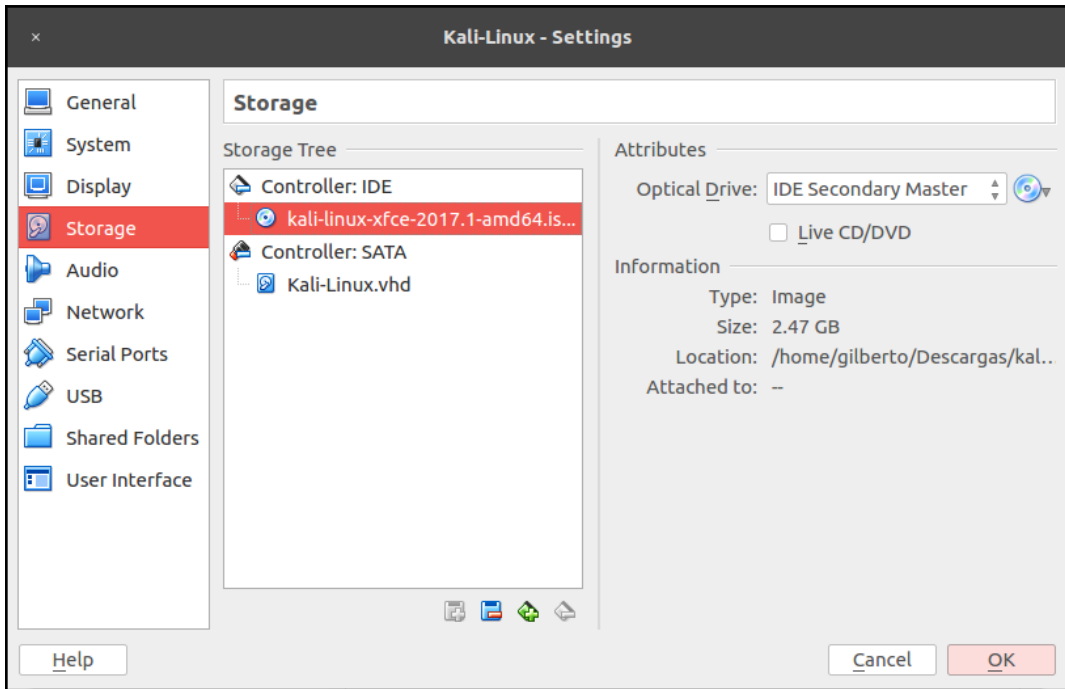 Kali-Linux - Settings
General
System
Display
Storage
Audio
Network
Serial Ports
USB
Shared Folders
User Interface
Storage
Storage Tree
Controller: IDE
kali-linux-xfce-2017.1-amd64.is...
Controller: SATA
Kali-Linux.vhd
Attributes
Optical Drive: IDE Secondary Master
Live CD/DVD
Information
Type: Image
Size: 2.47 GB
Location: /home/gilberto/Descargas/kal...
Attached to: --
Help
Cancel
OK